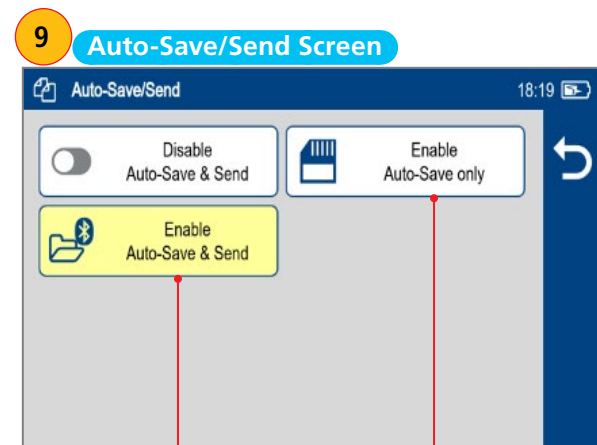 9
Auto-Save/Send Screen
Auto-Save/Send
18:19
Disable
Auto-Save & Send
Enable
Auto-Save only
Enable
Auto-Save & Send